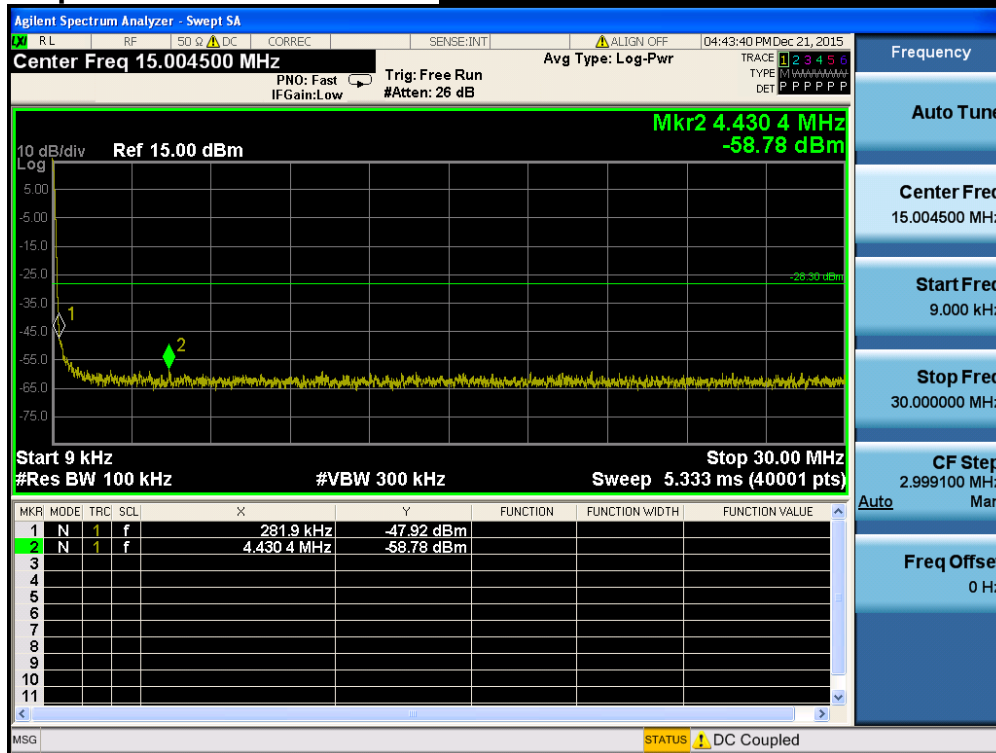 Agilent Spectrum Analyzer - Swept SA
LXI RL RF 50 Ω DC CORREC SENSE:INT ALIGN OFF 04:43:40 PM Dec 21, 2015
Center Freq 15.004500 MHz
Avg Type: Log-Pwr
TRACE 1 2 3 4 5 6
PNO: Fast
Trig: Free Run
TYPE MWWWWW
IFGain:Low
#Atten: 26 dB
DET P P P P P P
Mkr2 4.430 4 MHz
10 dB/div Ref 15.00 dBm -58.78 dBm
Log
5.00
-5.00
-15.0
-25.0
-28.30 dBm
-35.0
1
-45.0
2
-55.0
-65.0
-75.0
Start 9 kHz Stop 30.00 MHz
#Res BW 100 kHz #VBW 300 kHz Sweep 5.333 ms (40001 pts)
MKR MODE TRC SCL X Y FUNCTION FUNCTION WIDTH FUNCTION VALUE
1 N 1 f 281.9 kHz -47.92 dBm
2 N 1 f 4.430 4 MHz -58.78 dBm
3
4
5
6
7
8
9
10
11
MSG STATUS DC Coupled
Frequency
Auto Tune
Center Freq
15.004500 MHz
Start Freq
9.000 kHz
Stop Freq
30.000000 MHz
CF Step
2.999100 MHz
Auto Man
Freq Offset
0 Hz